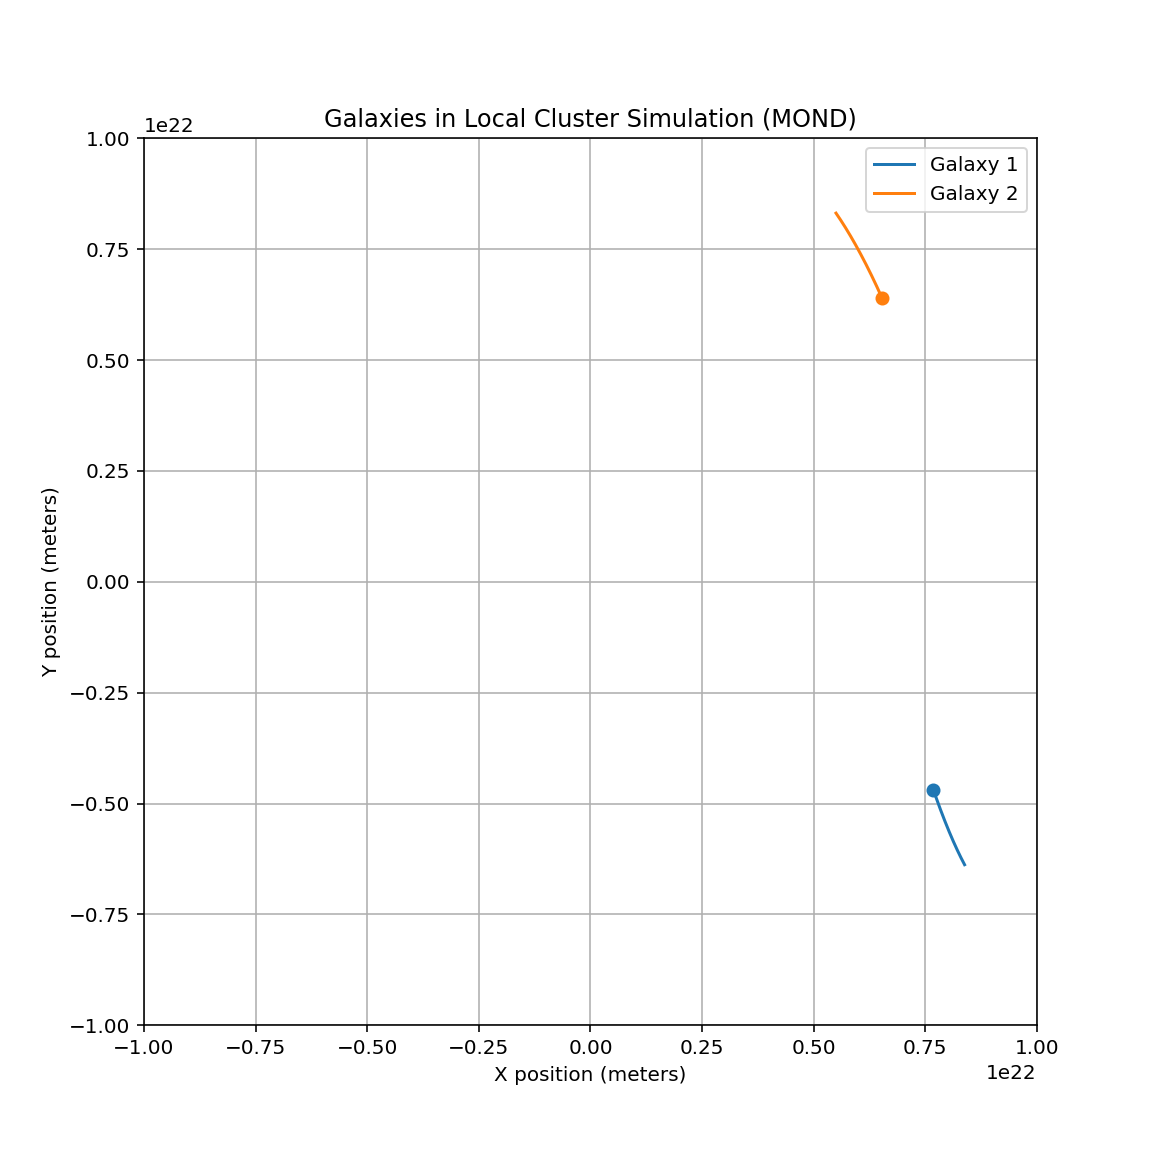 Galaxies in Local Cluster Simulation (MOND)
1e22
Galaxy 1
Galaxy 2
Y position (meters)
1.00
0.75
0.50
0.25
0.00
−0.25
−0.50
−0.75
−1.00
−1.00 −0.75 −0.50 −0.25 0.00 0.25 0.50 0.75 1.00
X position (meters)
1e22